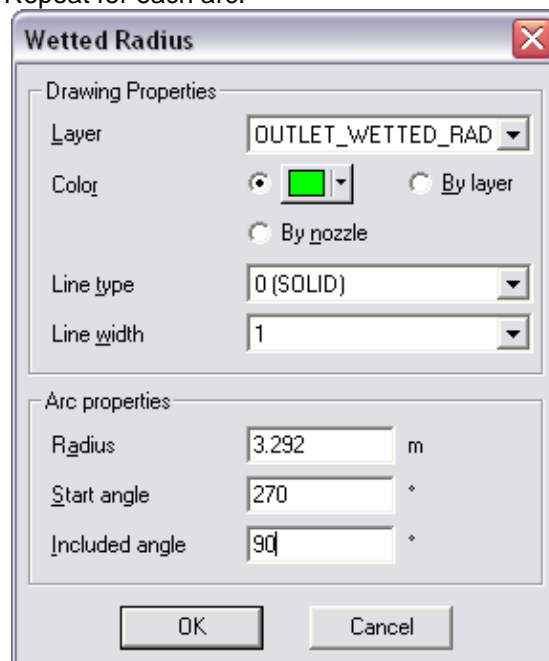 Repeat for each arc.
Wetted Radius
Drawing Properties
Layer OUTLET_WETTED_RAD
Color By layer
By nozzle
Line type 0 (SOLID)
Line width 1
Arc properties
Radius 3.292 m
Start angle 270 °
Included angle 90 °
OK Cancel